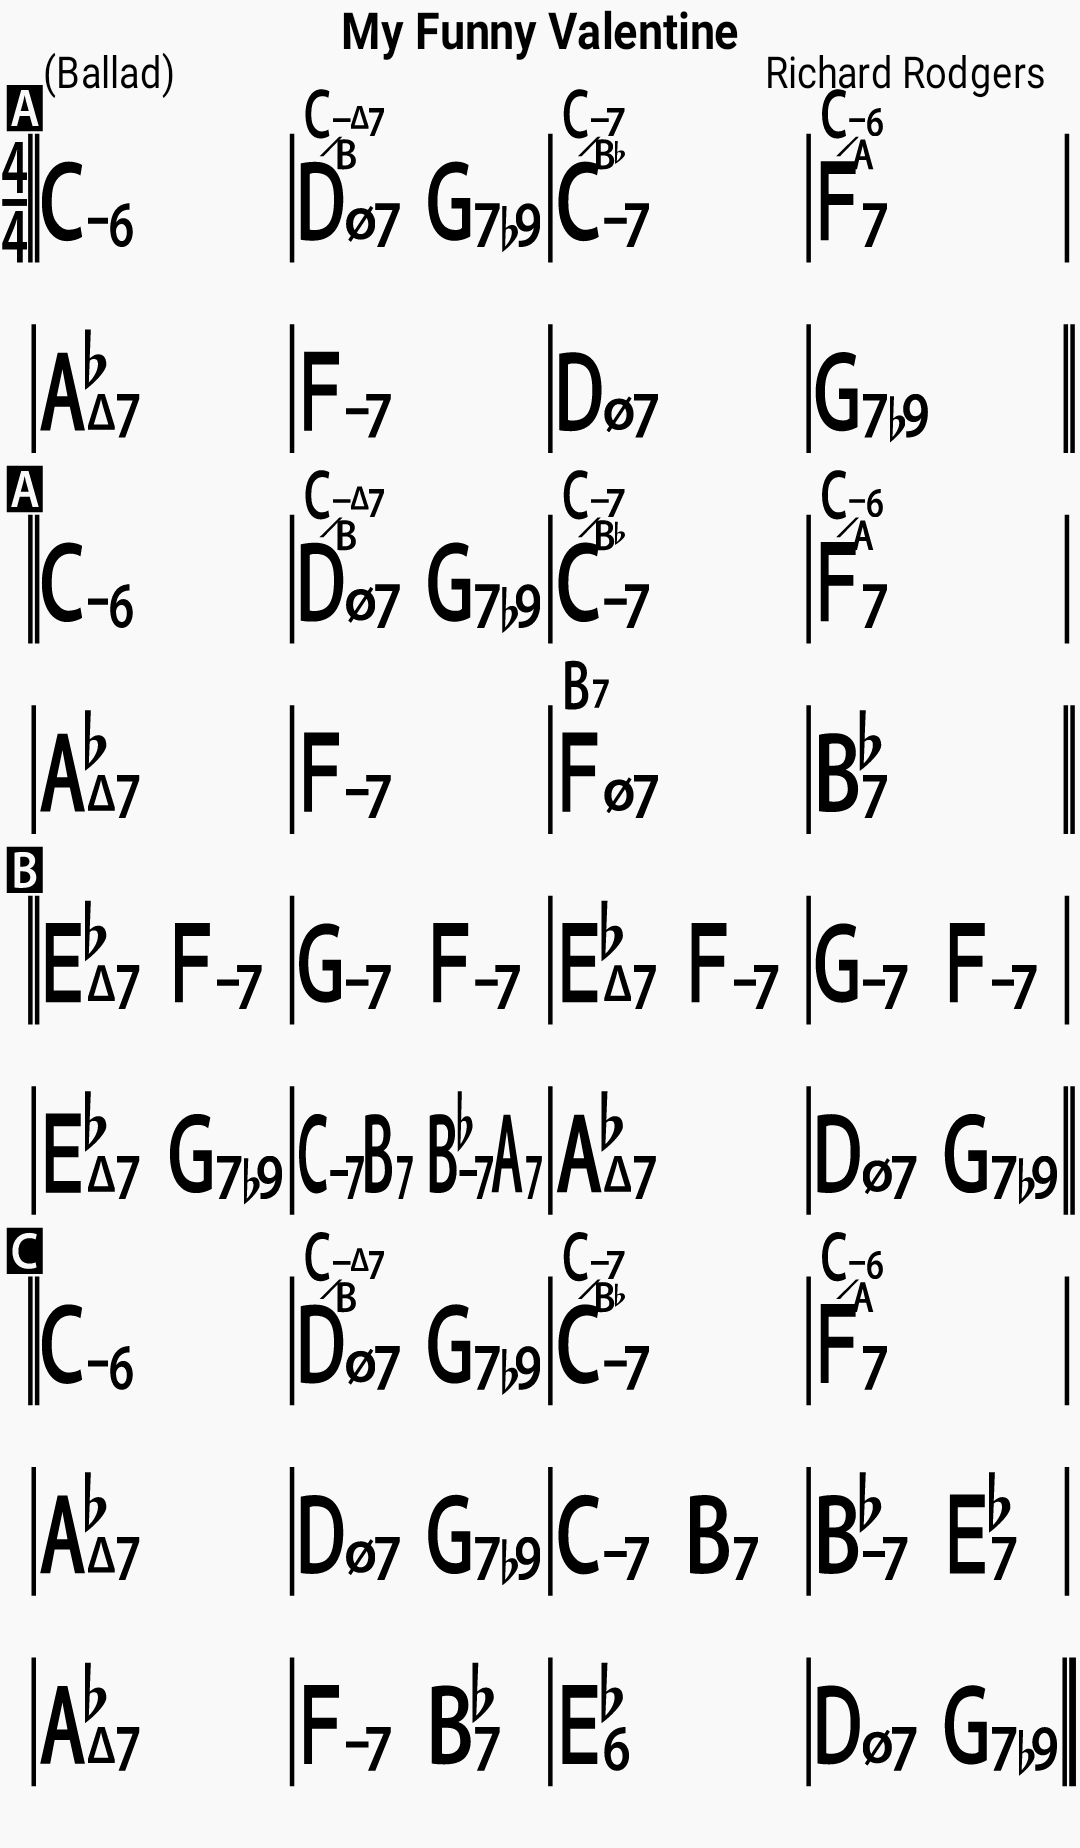 My Funny Valentine
(Ballad) Richard Rodgers
A C-Δ7/B C-7/B♭ C-6/A
4/4 C-6 | Dø7 G7♭9 | C-7 | F7 |
| A♭Δ7 | F-7 | Dø7 | G7♭9 ||
A C-Δ7/B C-7/B♭ C-6/A
|| C-6 | Dø7 G7♭9 | C-7 | F7 |
B7
| A♭Δ7 | F-7 | Fø7 | B♭7 ||
B
|| E♭Δ7 F-7 | G-7 F-7 | E♭Δ7 F-7 | G-7 F-7 |
| E♭Δ7 G7♭9 | C-7 B7 B♭-7 A7 | A♭Δ7 | Dø7 G7♭9 ||
C C-Δ7/B C-7/B♭ C-6/A
|| C-6 | Dø7 G7♭9 | C-7 | F7 |
| A♭Δ7 | Dø7 G7♭9 | C-7 B7 | B♭-7 E♭7 |
| A♭Δ7 | F-7 B♭7 | E♭6 | Dø7 G7♭9 ||